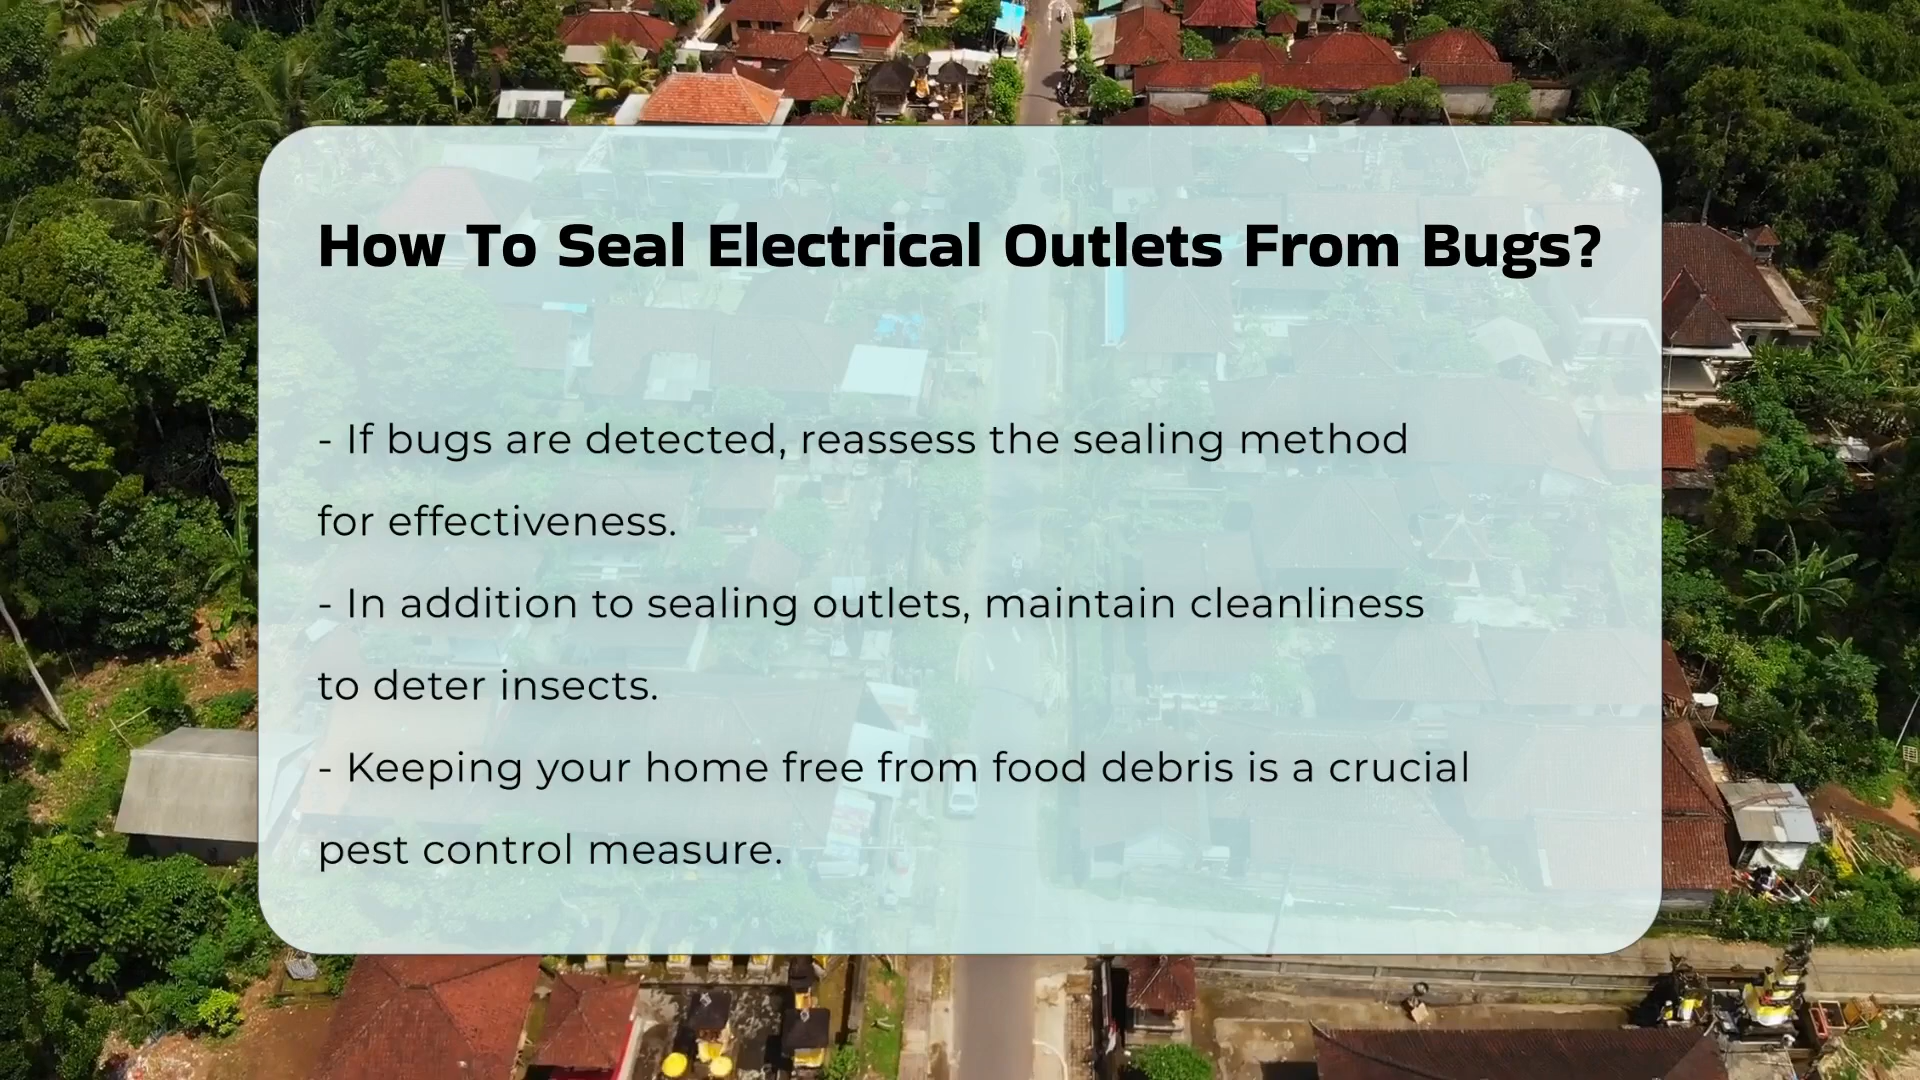 How To Seal Electrical Outlets From Bugs?
- If bugs are detected, reassess the sealing method
for effectiveness.
- In addition to sealing outlets, maintain cleanliness
to deter insects.
- Keeping your home free from food debris is a crucial
pest control measure.